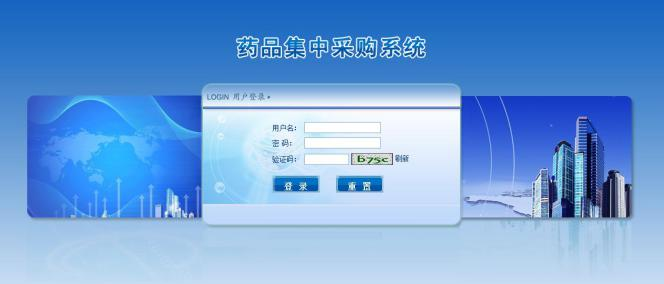 药品集中采购系统
LOGIN 用户登录
用户名：
密 码：
验证码： b75c 刷新
登 录 重 置